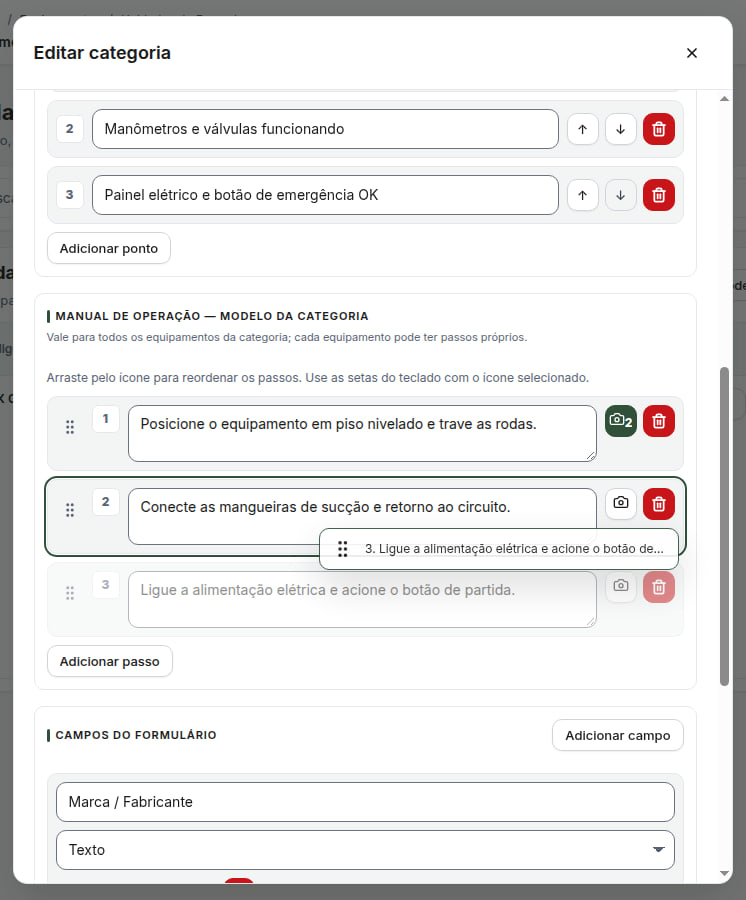 Editar categoria
2
Manômetros e válvulas funcionando
3
Painel elétrico e botão de emergência OK
Adicionar ponto
MANUAL DE OPERAÇÃO — MODELO DA CATEGORIA
Vale para todos os equipamentos da categoria; cada equipamento pode ter passos próprios.
Arraste pelo ícone para reordenar os passos. Use as setas do teclado com o ícone selecionado.
1
Posicione o equipamento em piso nivelado e trave as rodas.
2
2
Conecte as mangueiras de sucção e retorno ao circuito.
3. Ligue a alimentação elétrica e acione o botão de...
3
Ligue a alimentação elétrica e acione o botão de partida.
Adicionar passo
CAMPOS DO FORMULÁRIO
Adicionar campo
Marca / Fabricante
Texto